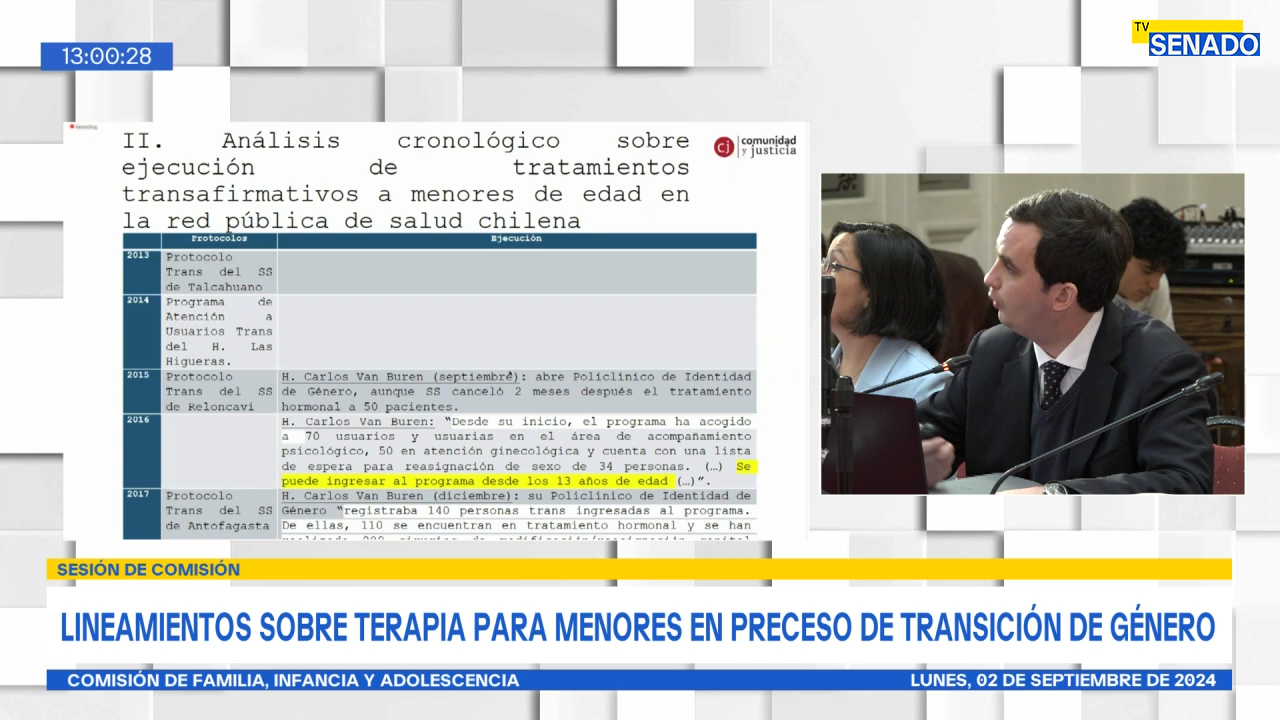 13:00:28
TV
SENADO
II. Análisis cronológico sobre
ejecución de tratamientos
transafirmativos a menores de edad en
la red pública de salud chilena
cj comunidad
y justicia
Protocolos Ejecución
2013 Protocolo
Trans del SS
de Talcahuano
2014 Programa de
Atención a
Usuarios Trans
del H. Las
Higueras.
2015 Protocolo
Trans del SS
de Reloncaví
H. Carlos Van Buren (septiembre): abre Policlínico de Identidad
de Género, aunque SS canceló 2 meses después el tratamiento
hormonal a 50 pacientes.
2016 H. Carlos Van Buren: "Desde su inicio, el programa ha acogido
a 70 usuarios y usuarias en el área de acompañamiento
psicológico, 50 en atención ginecológica y cuenta con una lista
de espera para reasignación de sexo de 34 personas. (…) Se
puede ingresar al programa desde los 13 años de edad (…)".
2017 Protocolo
Trans del SS
de Antofagasta
H. Carlos Van Buren (diciembre): su Policlínico de Identidad de
Género "registraba 140 personas trans ingresadas al programa.
De ellas, 110 se encuentran en tratamiento hormonal y se han
SESIÓN DE COMISIÓN
LINEAMIENTOS SOBRE TERAPIA PARA MENORES EN PRECESO DE TRANSICIÓN DE GÉNERO
COMISIÓN DE FAMILIA, INFANCIA Y ADOLESCENCIA
LUNES, 02 DE SEPTIEMBRE DE 2024